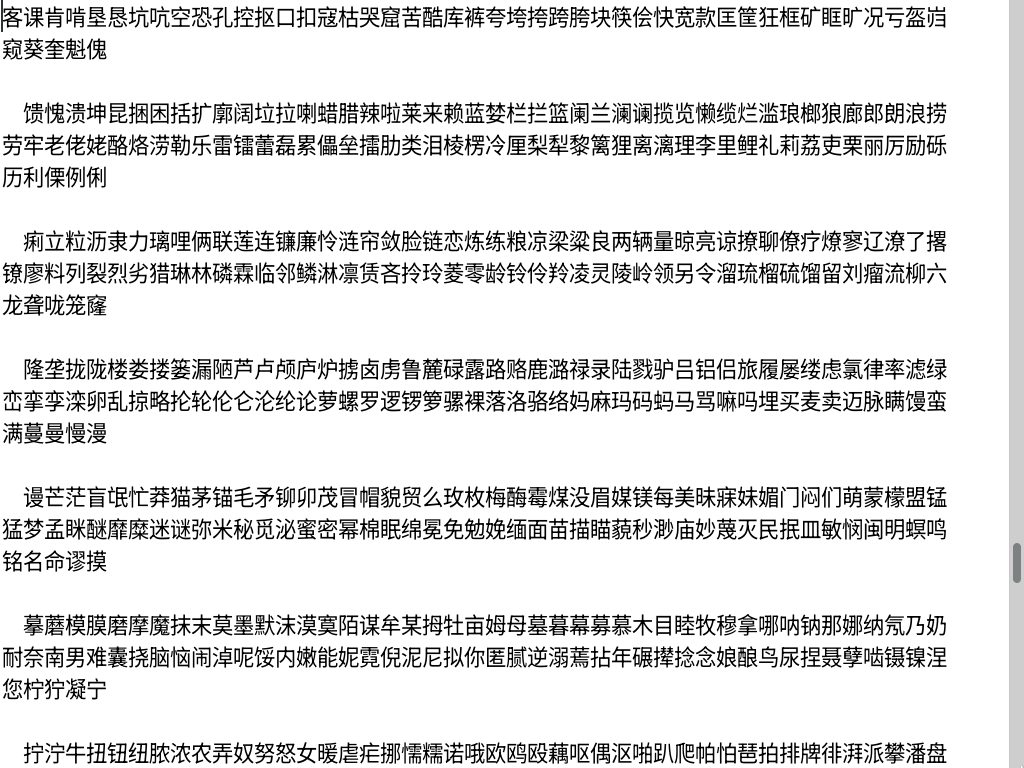 客课肯啃垦恳坑吭空恐孔控抠口扣寇枯哭窟苦酷库裤夸垮挎跨胯块筷侩快宽款匡筐狂框矿眶旷况亏盔岿
窥葵奎魁傀
馈愧溃坤昆捆困括扩廓阔垃拉喇蜡腊辣啦莱来赖蓝婪栏拦篮阑兰澜谰揽览懒缆烂滥琅榔狼廊郎朗浪捞
劳牢老佬姥酪烙涝勒乐雷镭蕾磊累儡垒擂肋类泪棱楞冷厘梨犁黎篱狸离漓理李里鲤礼莉荔吏栗丽厉励砾
历利傈例俐
痢立粒沥隶力璃哩俩联莲连镰廉怜涟帘敛脸链恋炼练粮凉梁粱良两辆量晾亮谅撩聊僚疗燎寥辽潦了撂
镣廖料列裂烈劣猎琳林磷霖临邻鳞淋凛赁吝拎玲菱零龄铃伶羚凌灵陵岭领另令溜琉榴硫馏留刘瘤流柳六
龙聋咙笼窿
隆垄拢陇楼娄搂篓漏陋芦卢颅庐炉掳卤虏鲁麓碌露路赂鹿潞禄录陆戮驴吕铝侣旅履屡缕虑氯律率滤绿
峦挛孪滦卵乱掠略抡轮伦仑沦纶论萝螺罗逻锣箩骡裸落洛骆络妈麻玛码蚂马骂嘛吗埋买麦卖迈脉瞒馒蛮
满蔓曼慢漫
谩芒茫盲氓忙莽猫茅锚毛矛铆卯茂冒帽貌贸么玫枚梅酶霉煤没眉媒镁每美昧寐妹媚门闷们萌蒙檬盟锰
猛梦孟眯醚靡糜迷谜弥米秘觅泌蜜密幂棉眠绵冕免勉娩缅面苗描瞄藐秒渺庙妙蔑灭民抿皿敏悯闽明螟鸣
铭名命谬摸
摹蘑模膜磨摩魔抹末莫墨默沫漠寞陌谋牟某拇牡亩姆母墓暮幕募慕木目睦牧穆拿哪呐钠那娜纳氖乃奶
耐奈南男难囊挠脑恼闹淖呢馁内嫩能妮霓倪泥尼拟你匿腻逆溺蔫拈年碾撵捻念娘酿鸟尿捏聂孽啮镊镍涅
您柠狞凝宁
拧泞牛扭钮纽脓浓农弄奴努怒女暖虐疟挪懦糯诺哦欧鸥殴藕呕偶沤啪趴爬帕怕琶拍排牌徘湃派攀潘盘